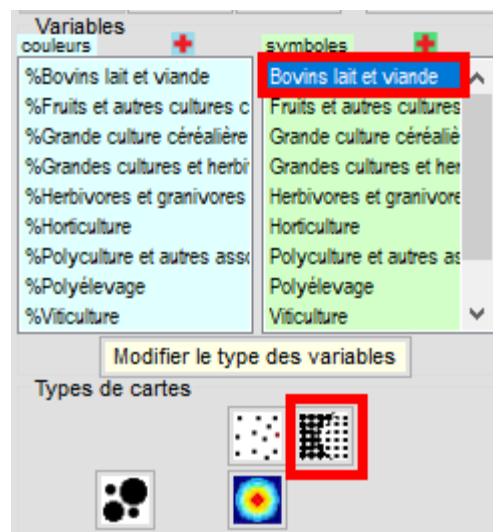 Variables
couleurs
symboles
%Bovins lait et viande
%Fruits et autres cultures c
%Grande culture céréalière
%Grandes cultures et herbi
%Herbivores et granivores
%Horticulture
%Polyculture et autres asso
%Polyélevage
%Viticulture
Bovins lait et viande
Fruits et autres cultures
Grande culture céréaliè
Grandes cultures et her
Herbivores et granivore
Horticulture
Polyculture et autres as
Polyélevage
Viticulture
Modifier le type des variables
Types de cartes